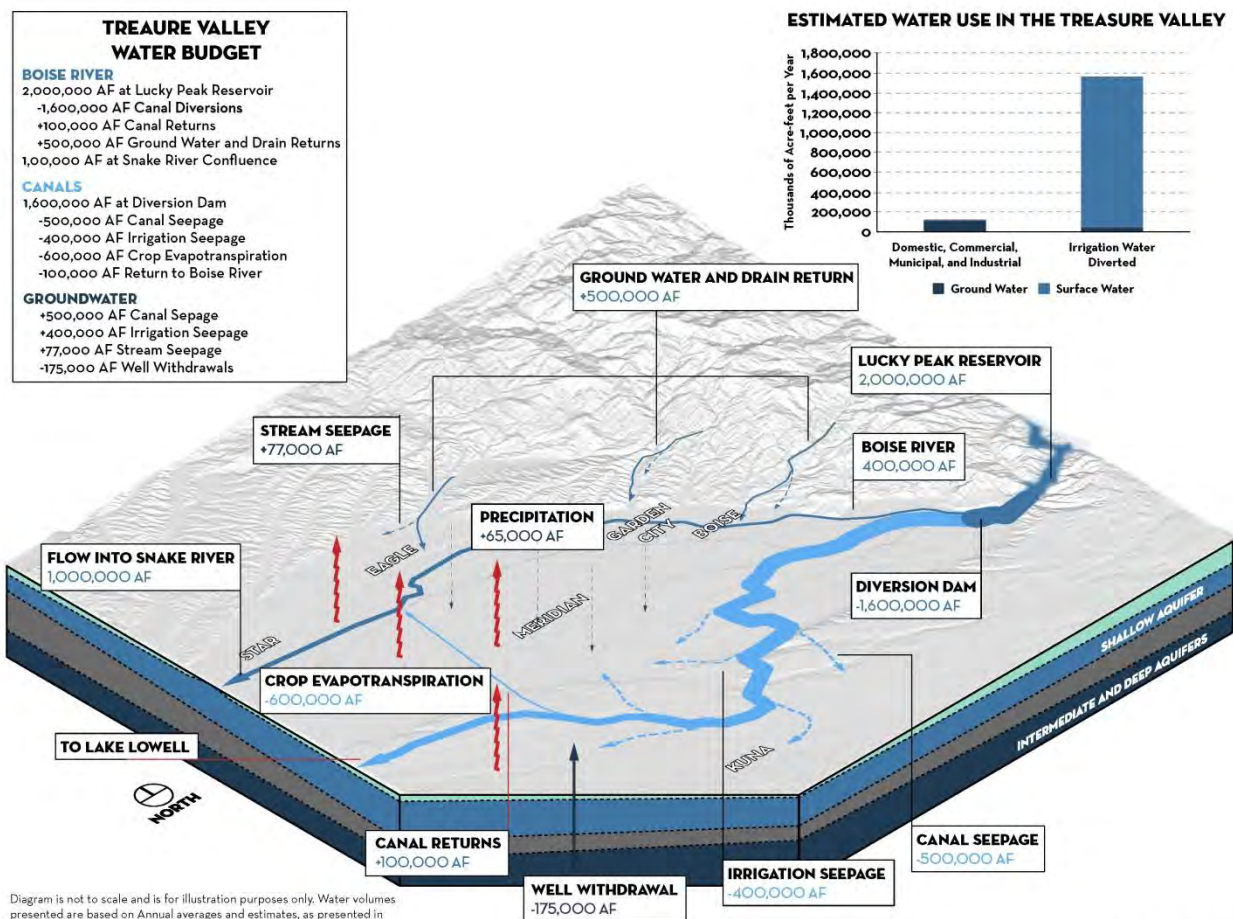 TREAURE VALLEY
WATER BUDGET
BOISE RIVER
2,000,000 AF at Lucky Peak Reservoir
-1,600,000 AF Canal Diversions
+100,000 AF Canal Returns
+500,000 AF Ground Water and Drain Returns
1,00,000 AF at Snake River Confluence
CANALS
1,600,000 AF at Diversion Dam
-500,000 AF Canal Seepage
-400,000 AF Irrigation Seepage
-600,000 AF Crop Evapotranspiration
-100,000 AF Return to Boise River
GROUNDWATER
+500,000 AF Canal Sepage
+400,000 AF Irrigation Seepage
+77,000 AF Stream Seepage
-175,000 AF Well Withdrawals
ESTIMATED WATER USE IN THE TREASURE VALLEY
Thousands of Acre-feet per Year
1,800,000
1,600,000
1,400,000
1,200,000
1,000,000
800,000
600,000
400,000
200,000
0
Domestic, Commercial,
Municipal, and Industrial
Irrigation Water
Diverted
Ground Water
Surface Water
GROUND WATER AND DRAIN RETURN
+500,000 AF
LUCKY PEAK RESERVOIR
2,000,000 AF
STREAM SEEPAGE
+77,000 AF
BOISE RIVER
400,000 AF
PRECIPITATION
+65,000 AF
GARDEN
CITY
BOISE
EAGLE
FLOW INTO SNAKE RIVER
1,000,000 AF
DIVERSION DAM
-1,600,000 AF
MERIDIAN
STAR
SHALLOW AQUIFER
INTERMEDIATE AND DEEP AQUIFERS
CROP EVAPOTRANSPIRATION
-600,000 AF
TO LAKE LOWELL
KUNA
NORTH
CANAL RETURNS
+100,000 AF
CANAL SEEPAGE
-500,000 AF
IRRIGATION SEEPAGE
-400,000 AF
WELL WITHDRAWAL
-175,000 AF
Diagram is not to scale and is for illustration purposes only. Water volumes
presented are based on Annual averages and estimates, as presented in